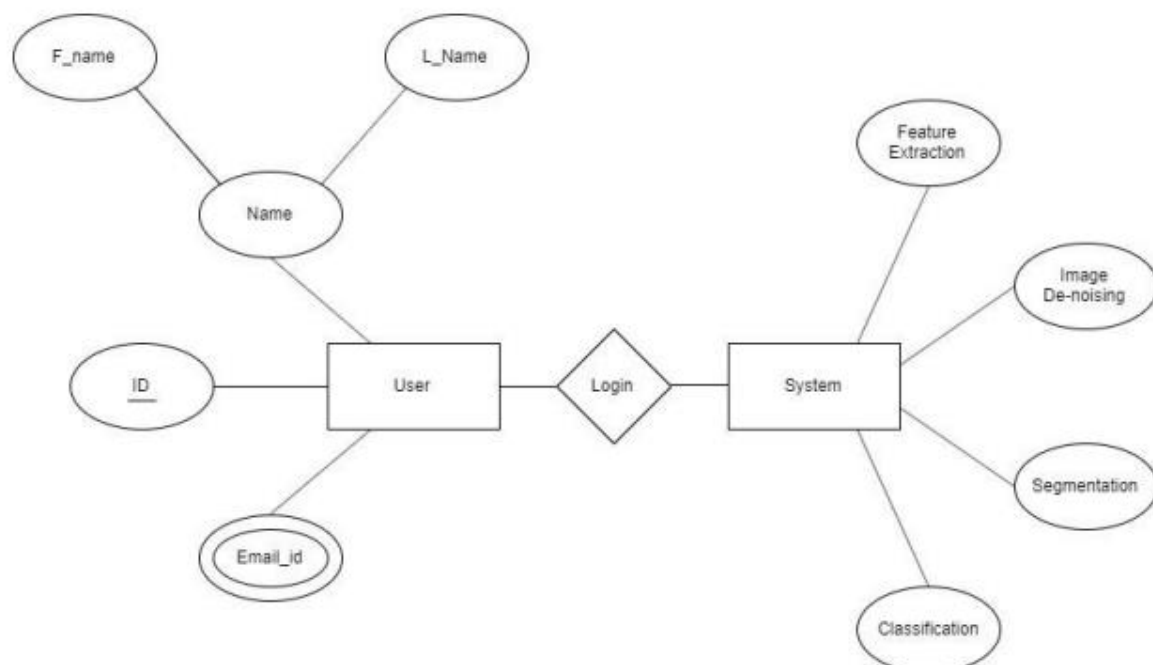 F_name
L_Name
Feature
Extraction
Name
Image
De-noising
ID
User
Login
System
Segmentation
Email_id
Classification